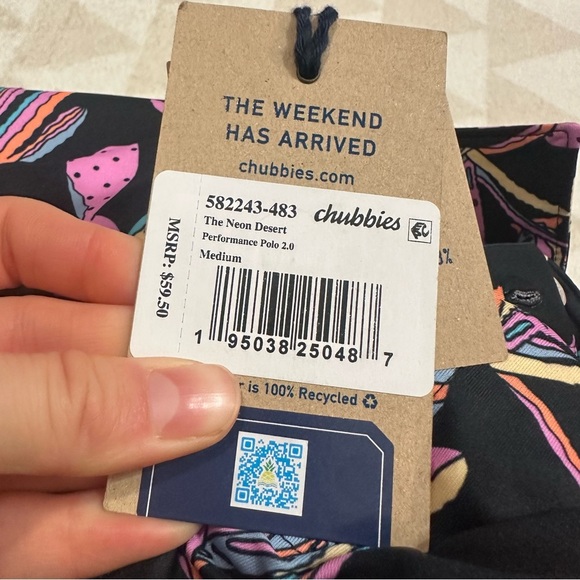 THE WEEKEND
HAS ARRIVED
chubbies.com
582243-483
chubbies
The Neon Desert
Performance Polo 2.0
Medium
MSRP: $59.50
1 95038 25048 7
is 100% Recycled